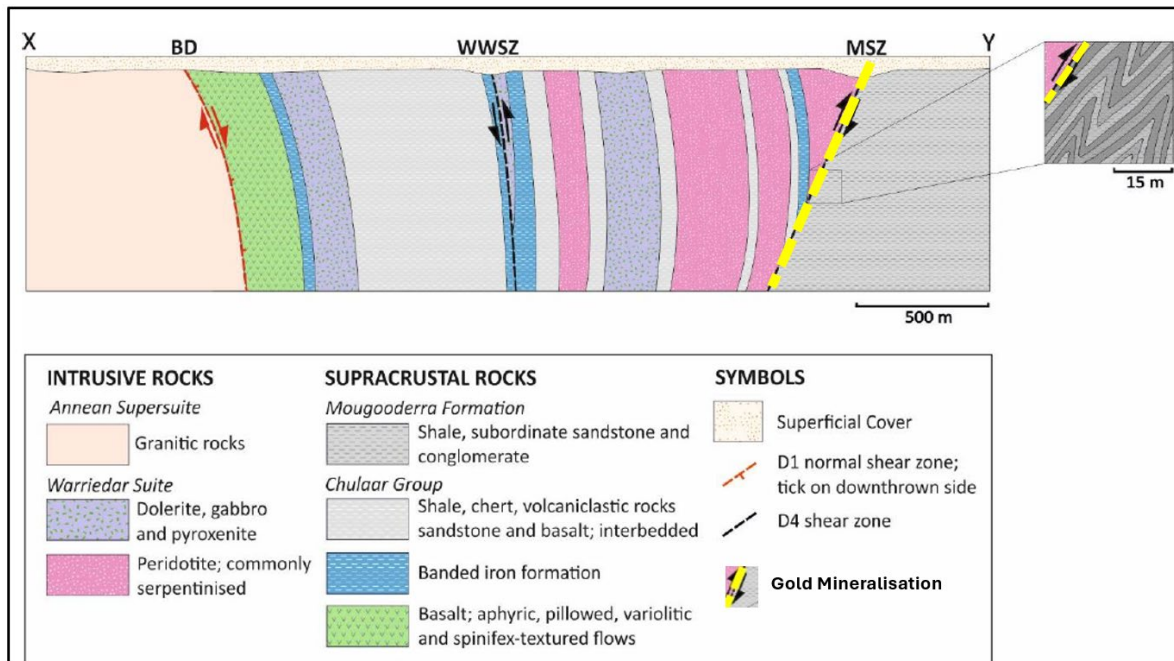 X
BD
WWSZ
MSZ
Y
15 m
500 m
INTRUSIVE ROCKS
Annean Supersuite
Granitic rocks
Warriedar Suite
Dolerite, gabbro
and pyroxenite
Peridotite; commonly
serpentinised
SUPRACRUSTAL ROCKS
Mougooderra Formation
Shale, subordinate sandstone and
conglomerate
Chulaar Group
Shale, chert, volcaniclastic rocks
sandstone and basalt; interbedded
Banded iron formation
Basalt; aphyric, pillowed, variolitic
and spinifex-textured flows
SYMBOLS
Superficial Cover
D1 normal shear zone;
tick on downthrown side
D4 shear zone
Gold Mineralisation